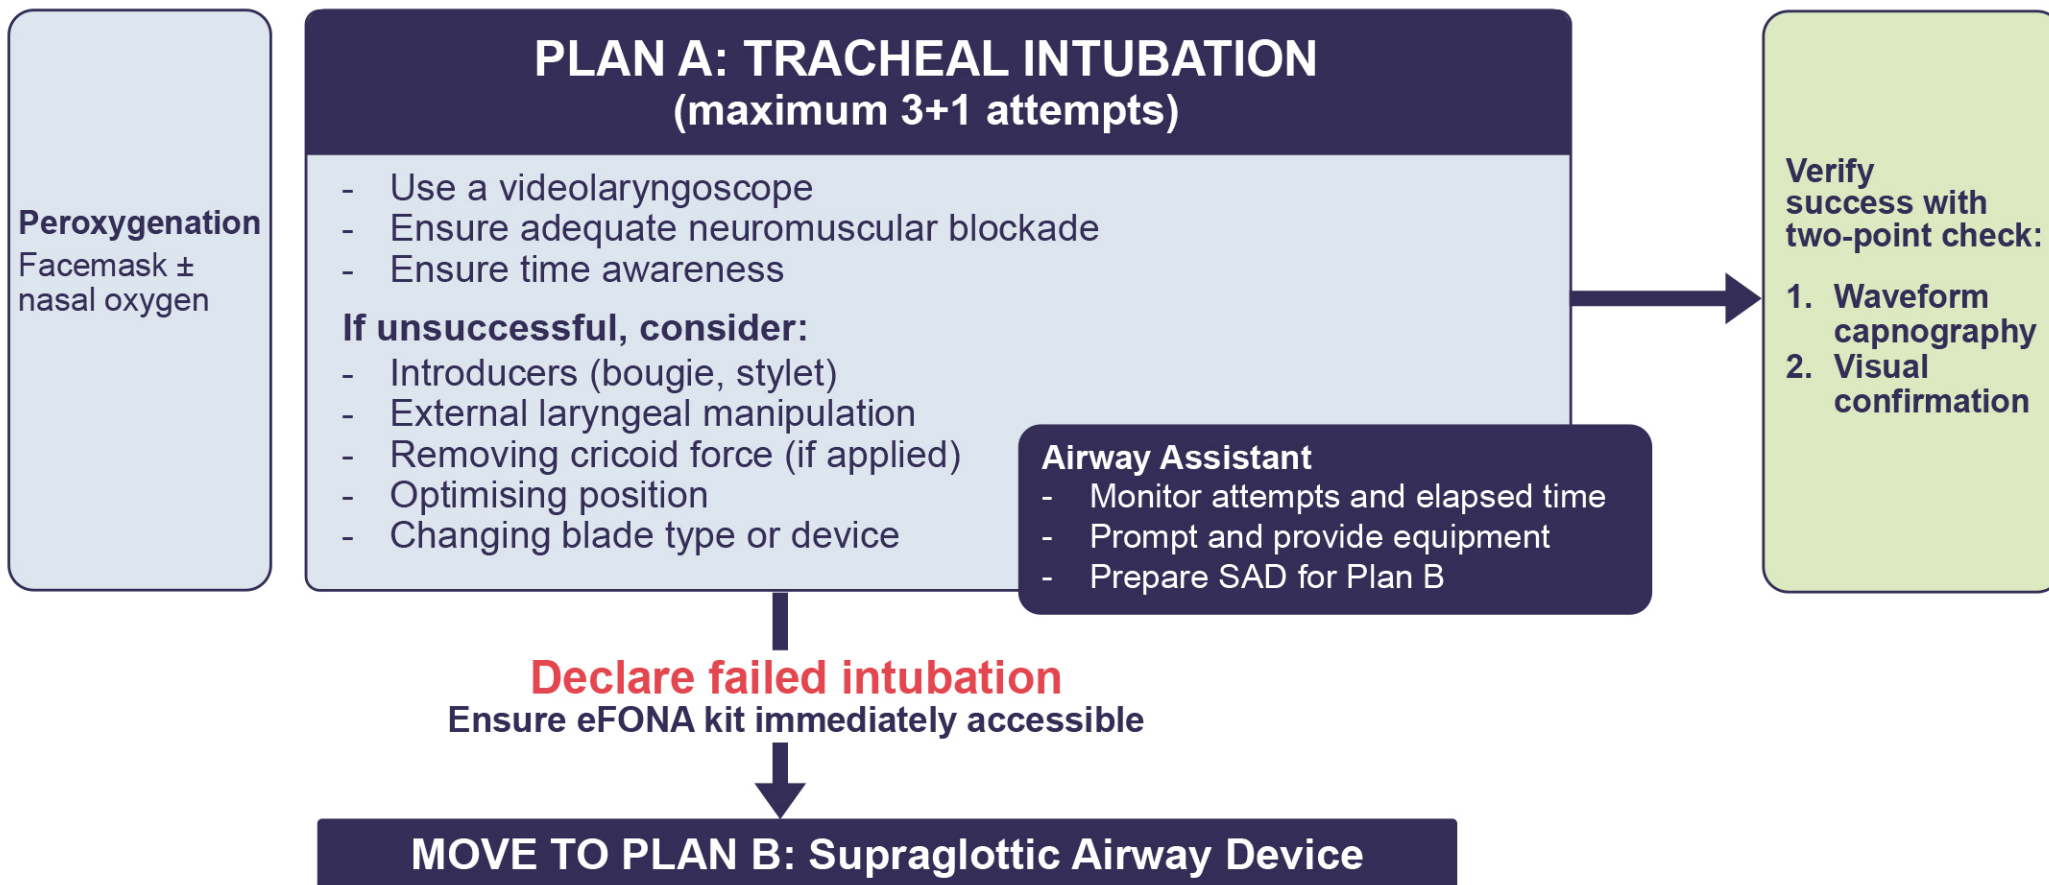 Peroxygenation
Facemask ±
nasal oxygen
PLAN A: TRACHEAL INTUBATION
(maximum 3+1 attempts)
- Use a videolaryngoscope
- Ensure adequate neuromuscular blockade
- Ensure time awareness
If unsuccessful, consider:
- Introducers (bougie, stylet)
- External laryngeal manipulation
- Removing cricoid force (if applied)
- Optimising position
- Changing blade type or device
Airway Assistant
- Monitor attempts and elapsed time
- Prompt and provide equipment
- Prepare SAD for Plan B
Verify
success with
two-point check:
1. Waveform
capnography
2. Visual
confirmation
Declare failed intubation
Ensure eFONA kit immediately accessible
MOVE TO PLAN B: Supraglottic Airway Device